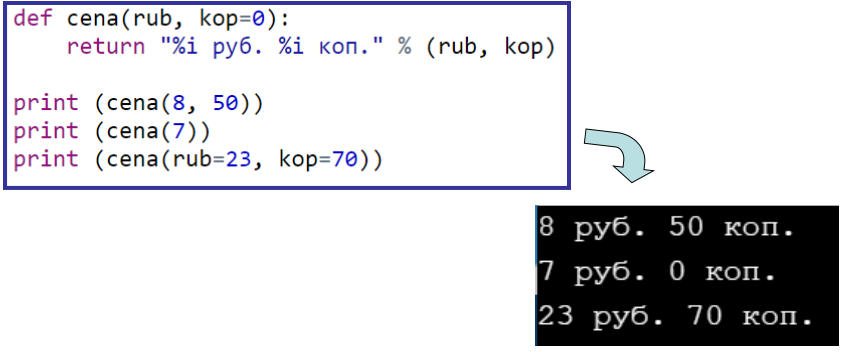 def cena(rub, kop=0):
    return "%i руб. %i коп." % (rub, kop)
print (cena(8, 50))
print (cena(7))
print (cena(rub=23, kop=70))
8 руб. 50 коп.
7 руб. 0 коп.
23 руб. 70 коп.